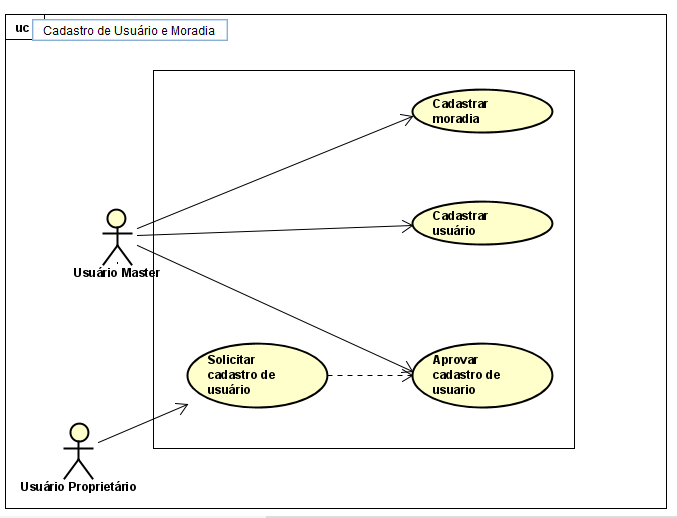 uc
Cadastro de Usuário e Moradia
Cadastrar
moradia
Cadastrar
usuário
Usuário Master
Solicitar
cadastro de
usuário
Aprovar
cadastro de
usuario
Usuário Proprietário